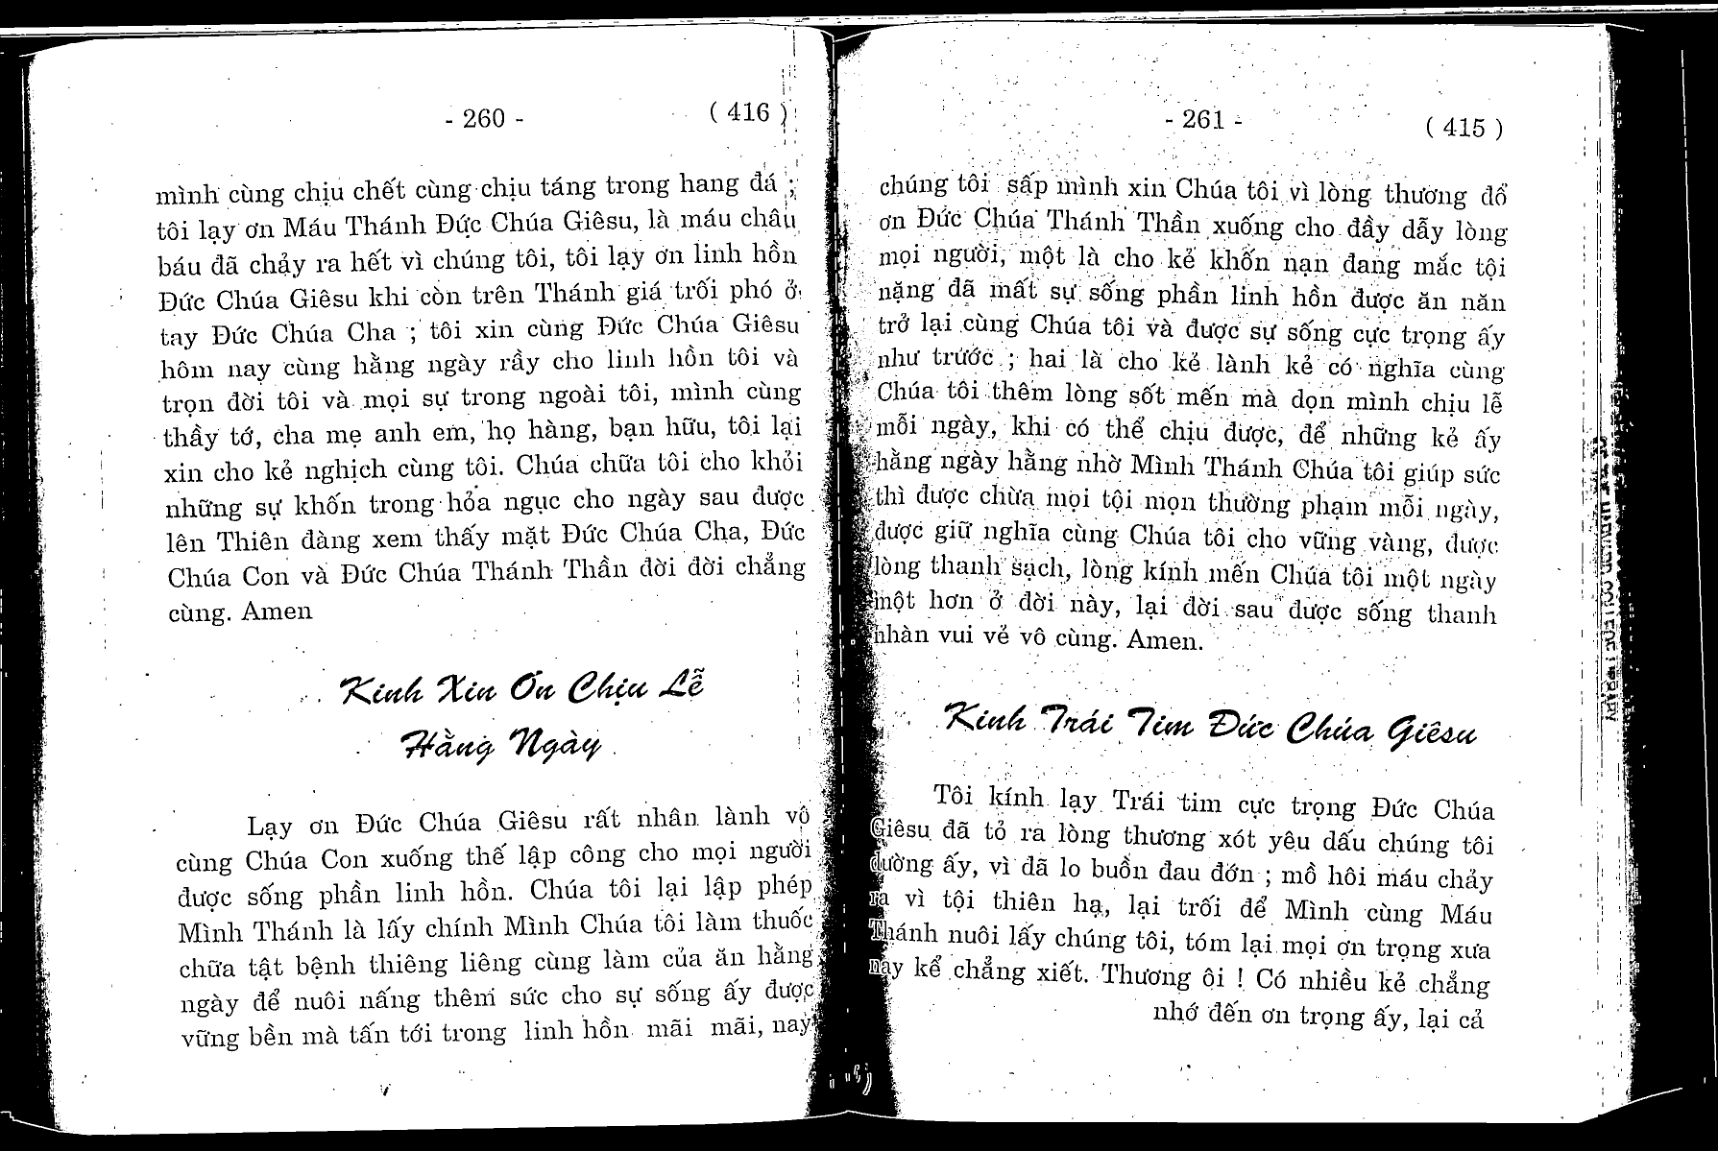 - 260 -
( 416 )
mình cùng chịu chết cùng chịu táng trong hang đá ;
tôi lạy ơn Máu Thánh Đức Chúa Giêsu, là máu châu
báu đã chảy ra hết vì chúng tôi, tôi lạy ơn linh hồn
Đức Chúa Giêsu khi còn trên Thánh giá trối phó ở
tay Đức Chúa Cha ; tôi xin cùng Đức Chúa Giêsu
hôm nay cùng hằng ngày rầy cho linh hồn tôi và
trọn đời tôi và mọi sự trong ngoài tôi, mình cùng
thầy tớ, cha mẹ anh em, họ hàng, bạn hữu, tôi lại
xin cho kẻ nghịch cùng tôi. Chúa chữa tôi cho khỏi
những sự khốn trong hỏa ngục cho ngày sau được
lên Thiên đàng xem thấy mặt Đức Chúa Cha, Đức
Chúa Con và Đức Chúa Thánh Thần đời đời chẳng
cùng. Amen
Kinh Xin Ơn Chịu Lễ
Hằng Ngày
Lạy ơn Đức Chúa Giêsu rất nhân lành vô
cùng Chúa Con xuống thế lập công cho mọi người
được sống phần linh hồn. Chúa tôi lại lập phép
Mình Thánh là lấy chính Mình Chúa tôi làm thuốc
chữa tật bệnh thiêng liêng cùng làm của ăn hằng
ngày để nuôi nấng thêm sức cho sự sống ấy được
vững bền mà tấn tới trong linh hồn mãi mãi, nay
- 261 -
( 415 )
chúng tôi sấp mình xin Chúa tôi vì lòng thương đổ
ơn Đức Chúa Thánh Thần xuống cho đầy dẫy lòng
mọi người, một là cho kẻ khốn nạn đang mắc tội
nặng đã mất sự sống phần linh hồn được ăn năn
trở lại cùng Chúa tôi và được sự sống cực trọng ấy
như trước ; hai là cho kẻ lành kẻ có nghĩa cùng
Chúa tôi thêm lòng sốt mến mà dọn mình chịu lễ
mỗi ngày, khi có thể chịu được, để những kẻ ấy
hằng ngày hằng nhờ Mình Thánh Chúa tôi giúp sức
thì được chừa mọi tội mọn thường phạm mỗi ngày,
được giữ nghĩa cùng Chúa tôi cho vững vàng, được
lòng thanh sạch, lòng kính mến Chúa tôi một ngày
một hơn ở đời này, lại đời sau được sống thanh
nhàn vui vẻ vô cùng. Amen.
Kinh Trái Tim Đức Chúa Giêsu
Tôi kính lạy Trái tim cực trọng Đức Chúa
Giêsu đã tỏ ra lòng thương xót yêu dấu chúng tôi
dường ấy, vì đã lo buồn đau đớn ; mồ hôi máu chảy
ra vì tội thiên hạ, lại trối để Mình cùng Máu
Thánh nuôi lấy chúng tôi, tóm lại mọi ơn trọng xưa
nay kể chẳng xiết. Thương ôi ! Có nhiều kẻ chẳng
nhớ đến ơn trọng ấy, lại cả